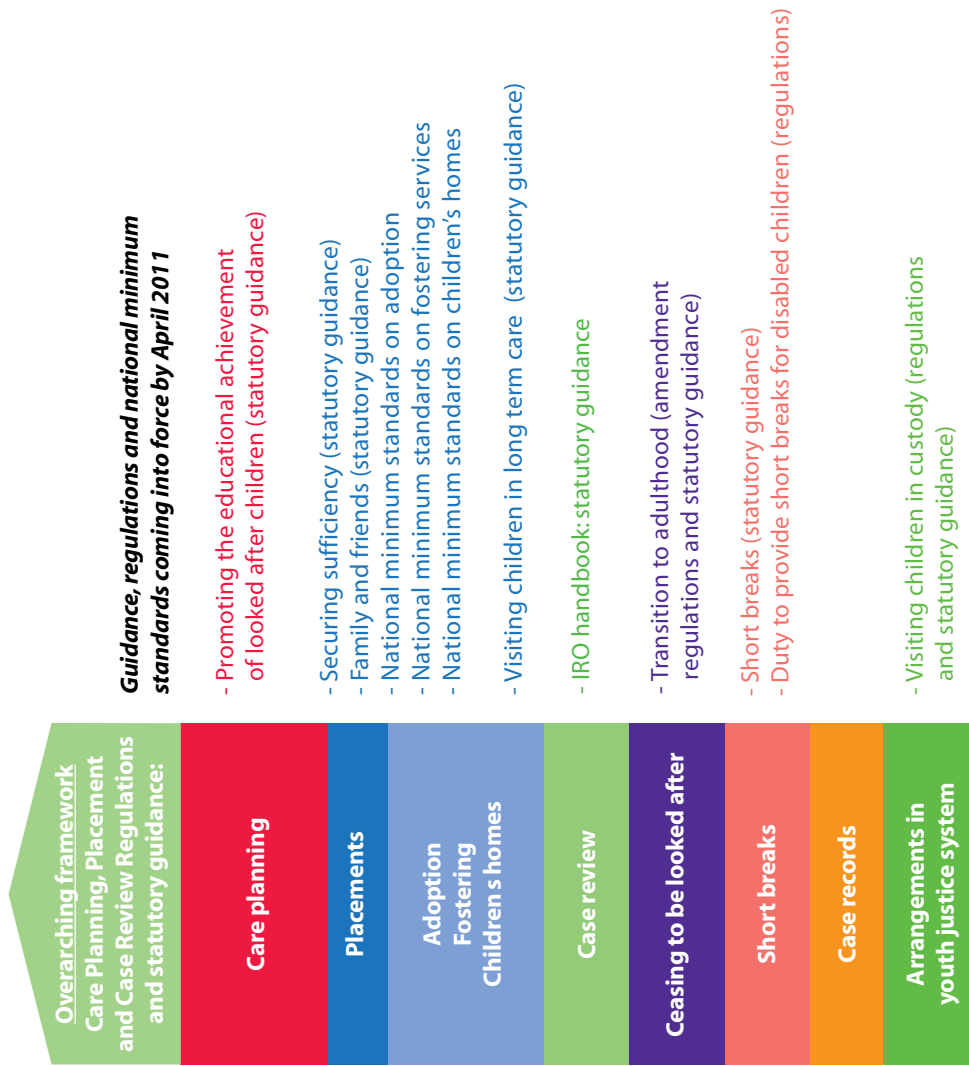 Overarching framework
Care Planning, Placement
and Case Review Regulations
and statutory guidance:
Guidance, regulations and national minimum
standards coming into force by April 2011
Care planning
- Promoting the educational achievement
of looked after children (statutory guidance)
Placements
- Securing sufficiency (statutory guidance)
- Family and friends (statutory guidance)
- National minimum standards on adoption
- National minimum standards on fostering services
- National minimum standards on children's homes
Adoption
Fostering
Children s homes
- Visiting children in long term care (statutory guidance)
Case review
- IRO handbook: statutory guidance
Ceasing to be looked after
- Transition to adulthood (amendment
regulations and statutory guidance)
Short breaks
- Short breaks (statutory guidance)
- Duty to provide short breaks for disabled children (regulations)
Case records
Arrangements in
youth justice system
- Visiting children in custody (regulations
and statutory guidance)